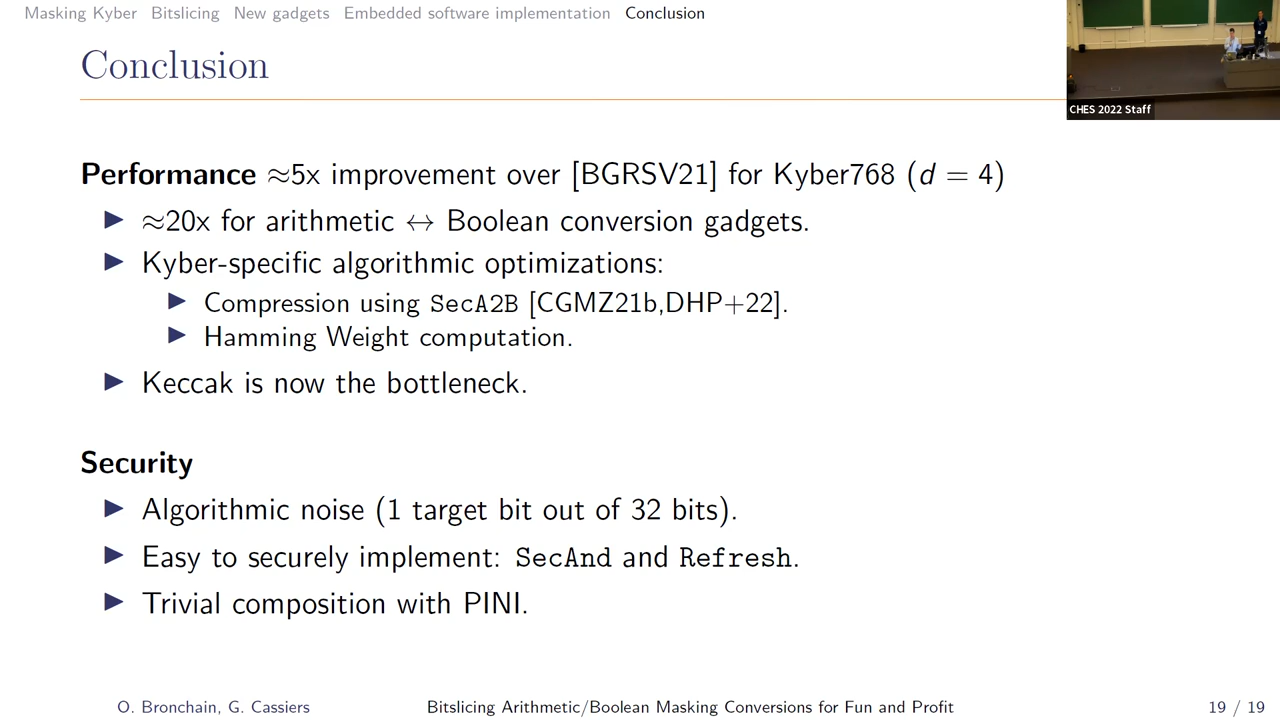 Masking Kyber Bitslicing New gadgets Embedded software implementation Conclusion
Conclusion
CHES 2022 Staff
Performance ≈5x improvement over [BGRSV21] for Kyber768 (d = 4)
▶ ≈20x for arithmetic ↔ Boolean conversion gadgets.
▶ Kyber-specific algorithmic optimizations:
▶ Compression using SecA2B [CGMZ21b,DHP+22].
▶ Hamming Weight computation.
▶ Keccak is now the bottleneck.
Security
▶ Algorithmic noise (1 target bit out of 32 bits).
▶ Easy to securely implement: SecAnd and Refresh.
▶ Trivial composition with PINI.
O. Bronchain, G. Cassiers Bitslicing Arithmetic/Boolean Masking Conversions for Fun and Profit 19 / 19